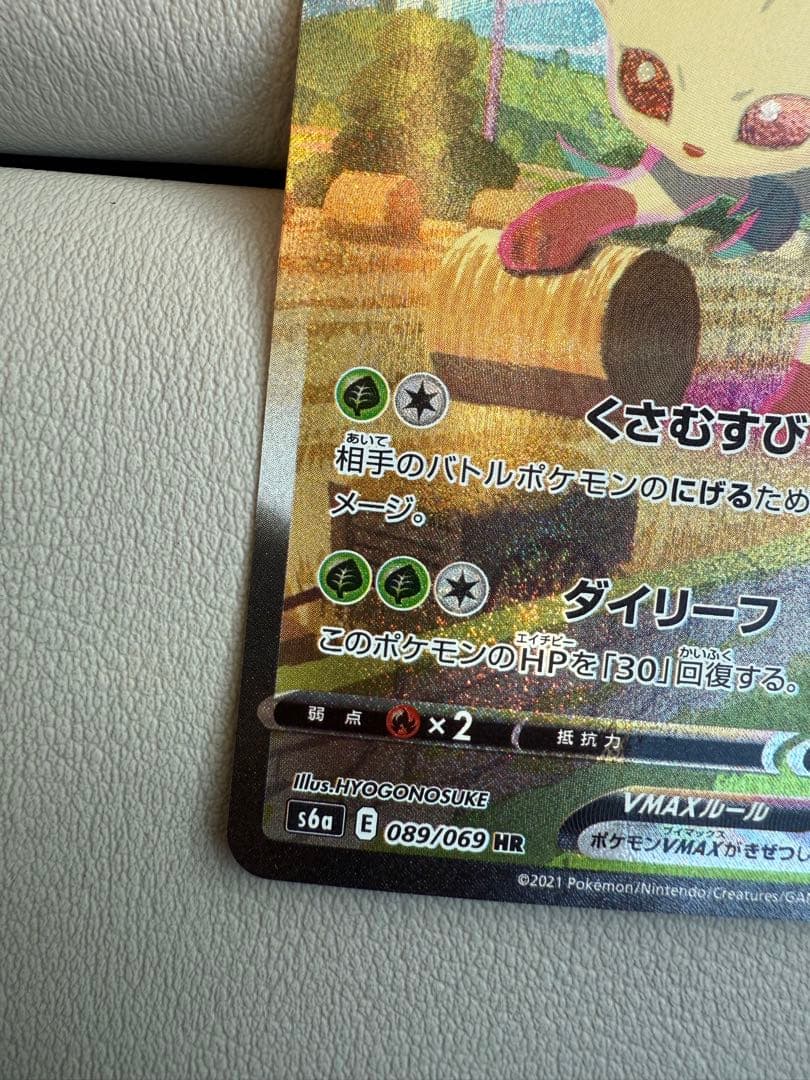 くさむすび
あいて
相手のバトルポケモンのにげるため
メージ。
ダイリーフ
エイチピー かいふく
このポケモンのHPを「30」回復する。
弱点 ×2 抵抗力
Illus.HYOGONOSUKE
VMAXルール
s6a E 089/069 HR
ブイマックス
ポケモンVMAXがきぜつし
©2021 Pokémon/Nintendo/Creatures/GA